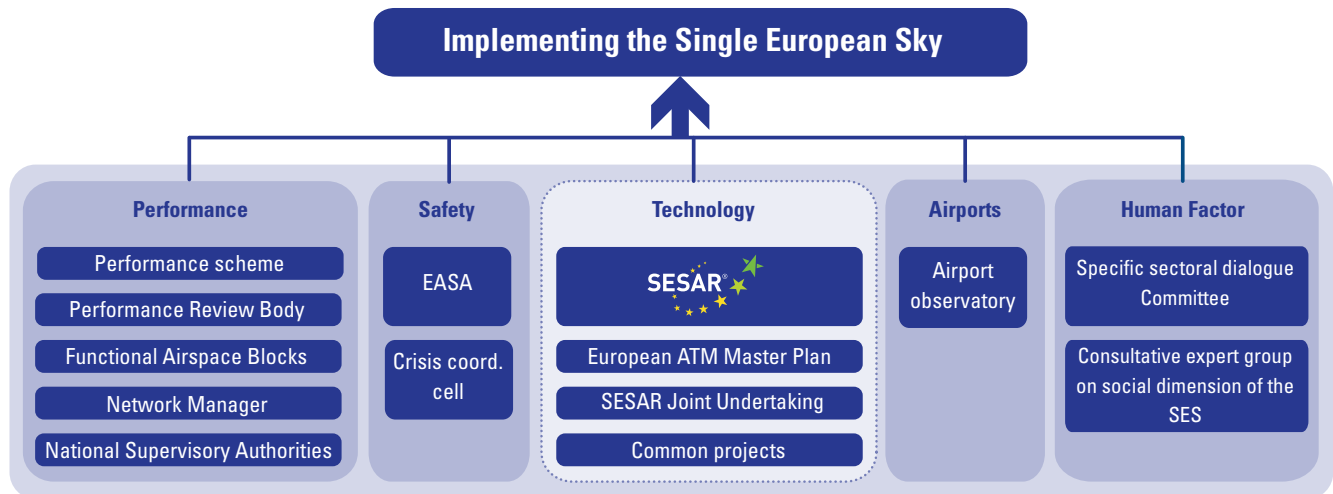 Implementing the Single European Sky
Performance
Performance scheme
Performance Review Body
Functional Airspace Blocks
Network Manager
National Supervisory Authorities
Safety
EASA
Crisis coord.
cell
Technology
SESAR®
European ATM Master Plan
SESAR Joint Undertaking
Common projects
Airports
Airport
observatory
Human Factor
Specific sectoral dialogue
Committee
Consultative expert group
on social dimension of the
SES